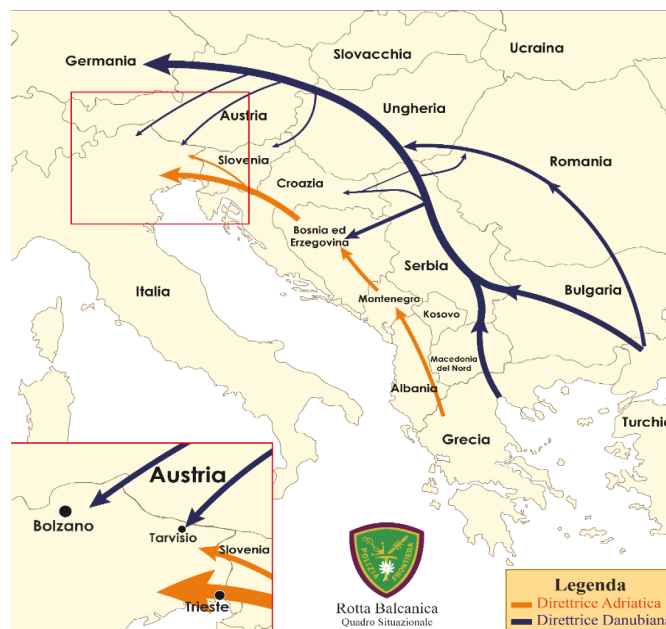 Germania
Slovacchia
Ucraina
Austria
Ungheria
Slovenia
Croazia
Romania
Bosnia ed
Erzegovina
Serbia
Bulgaria
Italia
Montenegro
Kosovo
Macedonia
del Nord
Albania
Grecia
Turchi
Austria
Bolzano
Tarvisio
Slovenia
Trieste
POLIZIA FRONTIERA
Rotta Balcanica
Quadro Situazionale
Legenda
Direttrice Adriatica
Direttrice Danubiana